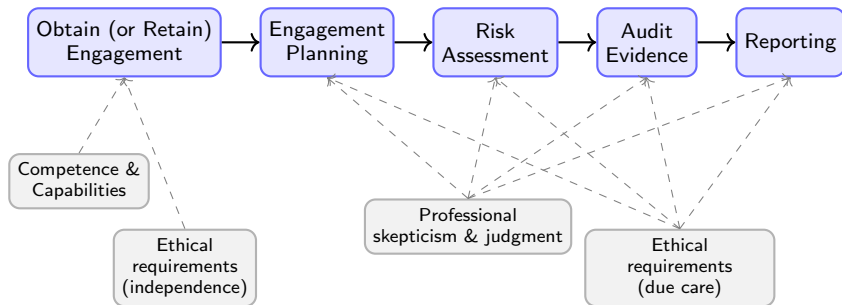 Obtain (or Retain)
Engagement
Engagement
Planning
Risk
Assessment
Audit
Evidence
Reporting
Competence &
Capabilities
Professional
skepticism & judgment
Ethical
requirements
(independence)
Ethical
requirements
(due care)